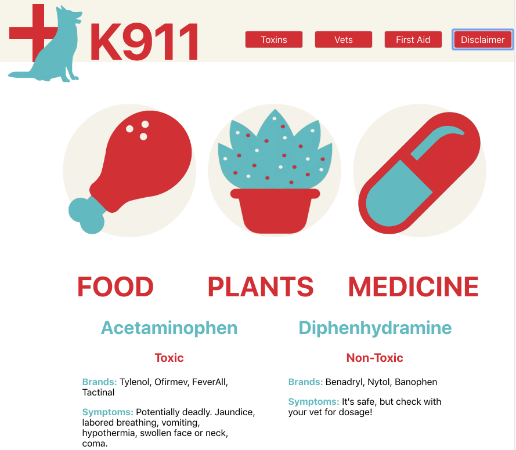 K911
Toxins Vets First Aid Disclaimer
FOOD PLANTS MEDICINE
Acetaminophen
Toxic
Brands: Tylenol, Ofirmev, FeverAll,
Tactinal
Symptoms: Potentially deadly. Jaundice,
labored breathing, vomiting,
hypothermia, swollen face or neck,
coma.
Diphenhydramine
Non-Toxic
Brands: Benadryl, Nytol, Banophen
Symptoms: It's safe, but check with
your vet for dosage!